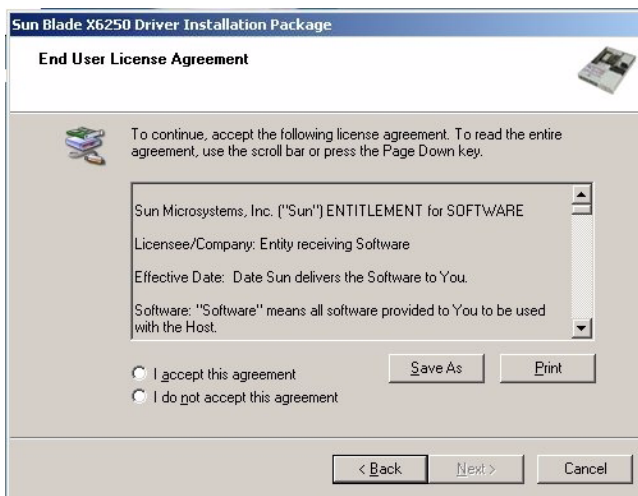 Sun Blade X6250 Driver Installation Package
End User License Agreement
To continue, accept the following license agreement. To read the entire
agreement, use the scroll bar or press the Page Down key.
Sun Microsystems, Inc. ("Sun") ENTITLEMENT for SOFTWARE
Licensee/Company: Entity receiving Software
Effective Date: Date Sun delivers the Software to You.
Software: "Software" means all software provided to You to be used
with the Host.
I accept this agreement
Save As
Print
I do not accept this agreement
< Back
Next >
Cancel